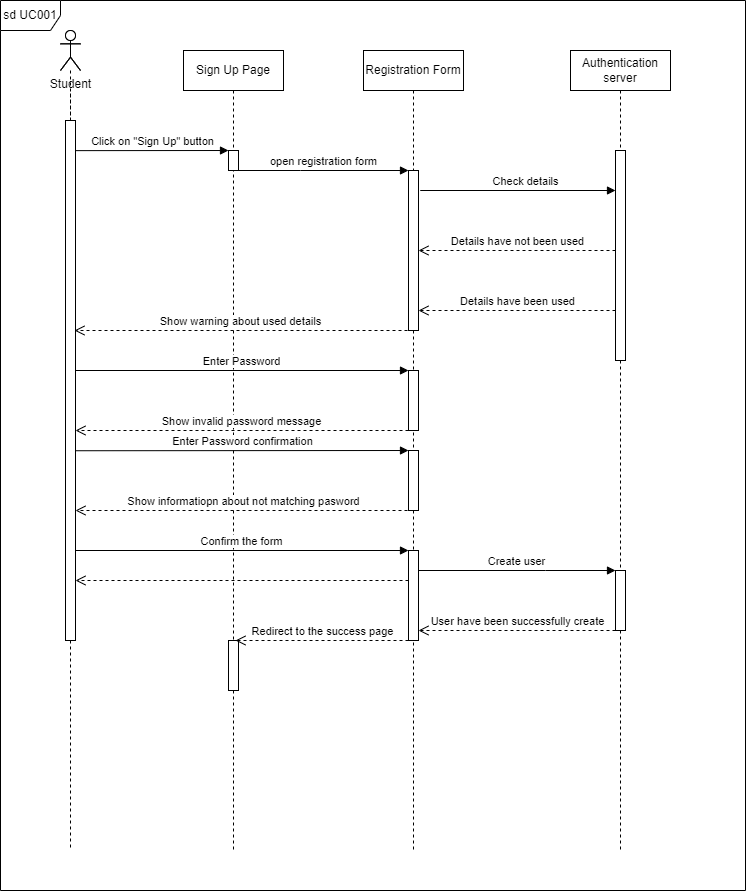 sd UC001
Student
Sign Up Page
Registration Form
Authentication
server
Click on "Sign Up" button
open registration form
Check details
Details have not been used
Details have been used
Show warning about used details
Enter Password
Show invalid password message
Enter Password confirmation
Show informatiopn about not matching pasword
Confirm the form
Create user
User have been successfully create
Redirect to the success page